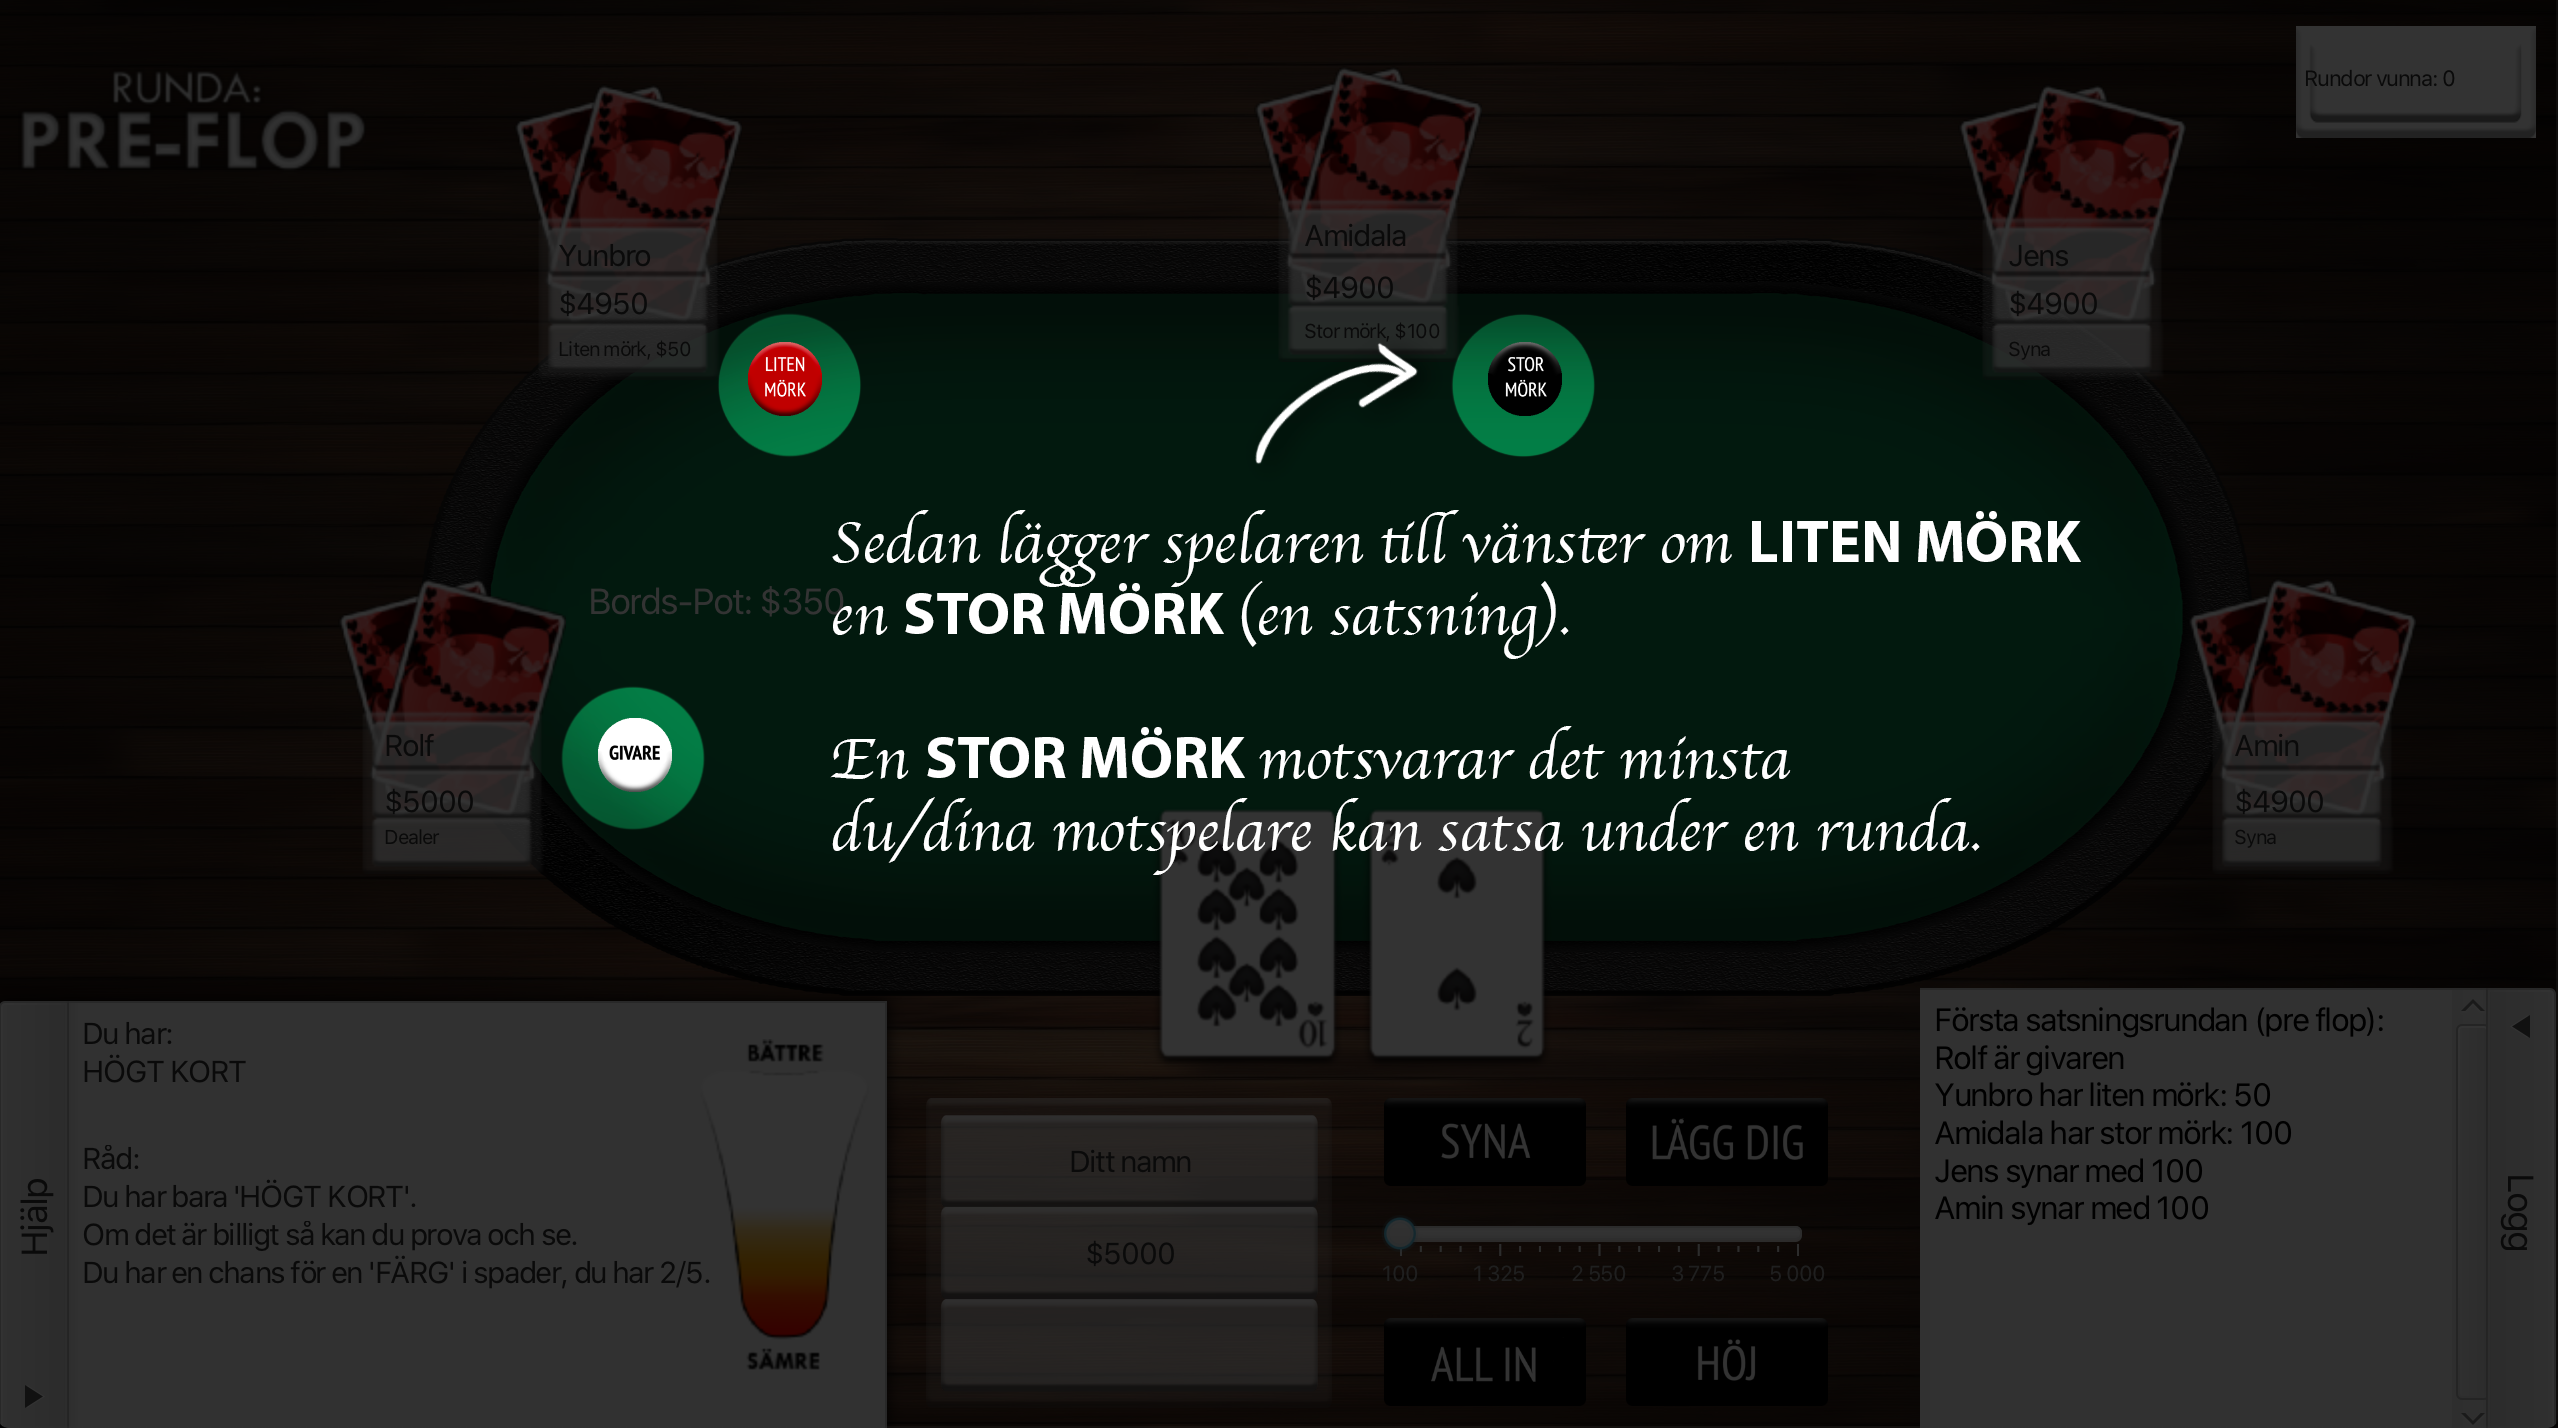 RUNDA:
PRE-FLOP
Rundor vunna: 0
Yunbro
$4950
Liten mörk, $50
Amidala
$4900
Stor mörk, $100
Jens
$4900
Syna
LITEN
MÖRK
STOR
MÖRK
Sedan lägger spelaren till vänster om LITEN MÖRK
en STOR MÖRK (en satsning).
Bords-Pot: $350
En STOR MÖRK motsvarar det minsta
du/dina motspelare kan satsa under en runda.
Rolf
$5000
Dealer
GIVARE
Amin
$4900
Syna
10
2
Hjälp
Du har:
HÖGT KORT
Råd:
Du har bara 'HÖGT KORT'.
Om det är billigt så kan du prova och se.
Du har en chans för en 'FÄRG' i spader, du har 2/5.
BÄTTRE
SÄMRE
Ditt namn
$5000
SYNA
LÄGG DIG
100 1 325 2 550 3 775 5 000
ALL IN
HÖJ
Första satsningsrundan (pre flop):
Rolf är givaren
Yunbro har liten mörk: 50
Amidala har stor mörk: 100
Jens synar med 100
Amin synar med 100
Logg